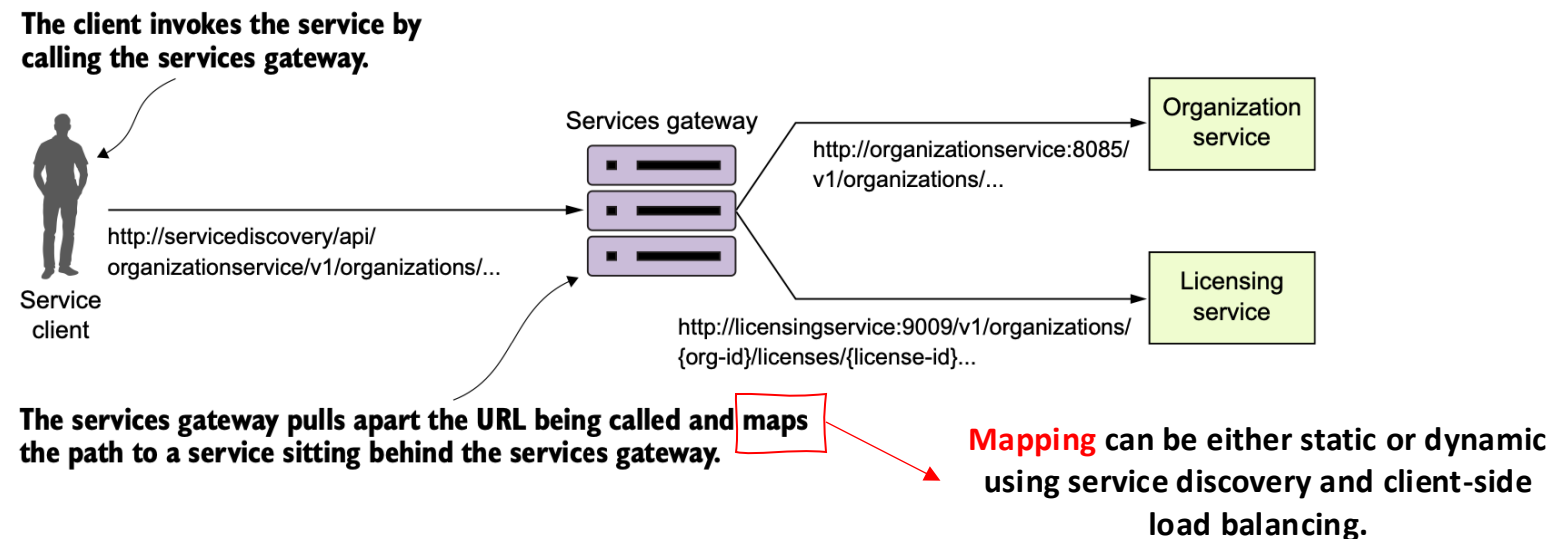 The client invokes the service by
calling the services gateway.
Services gateway
Organization
service
http://organizationservice:8085/
v1/organizations/...
http://servicediscovery/api/
organizationservice/v1/organizations/...
Service
client
Licensing
service
http://licensingservice:9009/v1/organizations/
{org-id}/licenses/{license-id}...
The services gateway pulls apart the URL being called and maps
the path to a service sitting behind the services gateway.
Mapping can be either static or dynamic
using service discovery and client-side
load balancing.